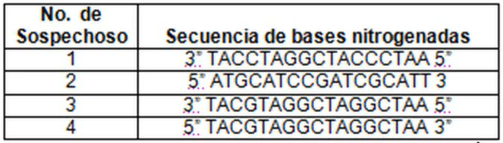 No. de
Sospechoso Secuencia de bases nitrogenadas
1 3” TACCTAGGCTACCCTAA 5”
2 5” ATGCATCCGATCGCATT 3
3 3” TACGTAGGCTAGGCTAA 5”
4 5” TACGTAGGCTAGGCTAA 3”